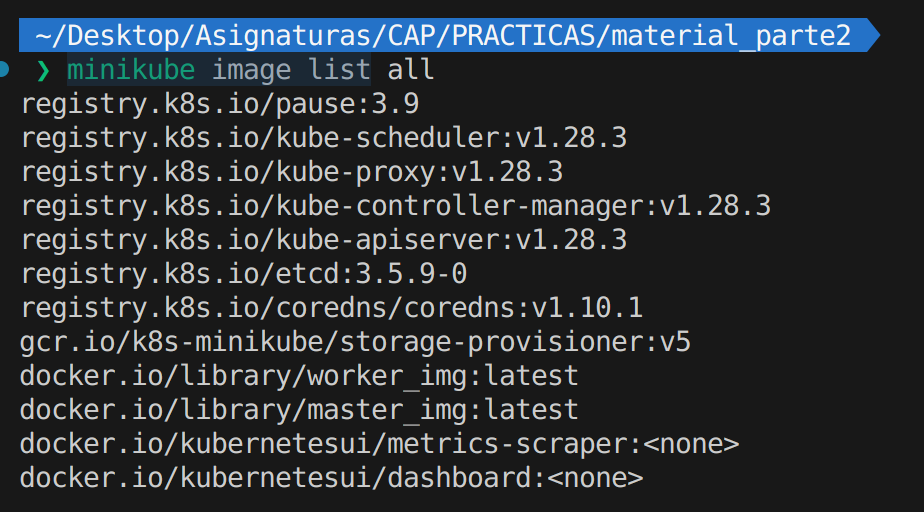 ~/Desktop/Asignaturas/CAP/PRACTICAS/material_parte2
❯ minikube image list all
registry.k8s.io/pause:3.9
registry.k8s.io/kube-scheduler:v1.28.3
registry.k8s.io/kube-proxy:v1.28.3
registry.k8s.io/kube-controller-manager:v1.28.3
registry.k8s.io/kube-apiserver:v1.28.3
registry.k8s.io/etcd:3.5.9-0
registry.k8s.io/coredns/coredns:v1.10.1
gcr.io/k8s-minikube/storage-provisioner:v5
docker.io/library/worker_img:latest
docker.io/library/master_img:latest
docker.io/kubernetesui/metrics-scraper:<none>
docker.io/kubernetesui/dashboard:<none>